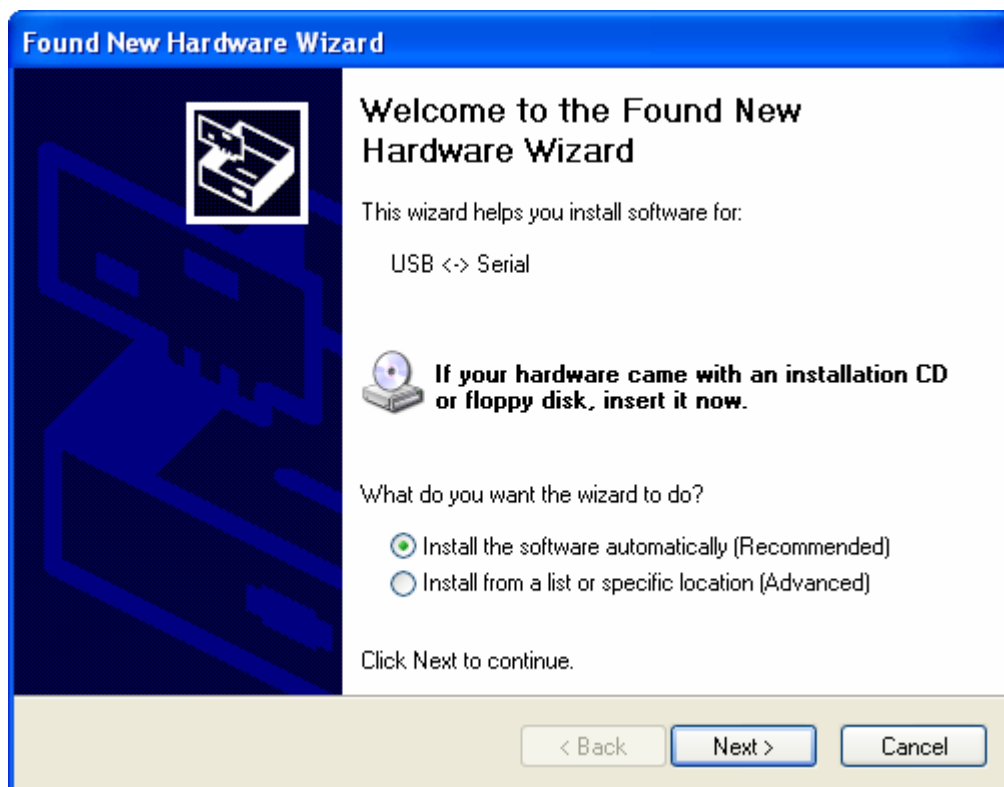 Found New Hardware Wizard
Welcome to the Found New
Hardware Wizard
This wizard helps you install software for:
USB <-> Serial
If your hardware came with an installation CD
or floppy disk, insert it now.
What do you want the wizard to do?
Install the software automatically (Recommended)
Install from a list or specific location (Advanced)
Click Next to continue.
< Back
Next >
Cancel